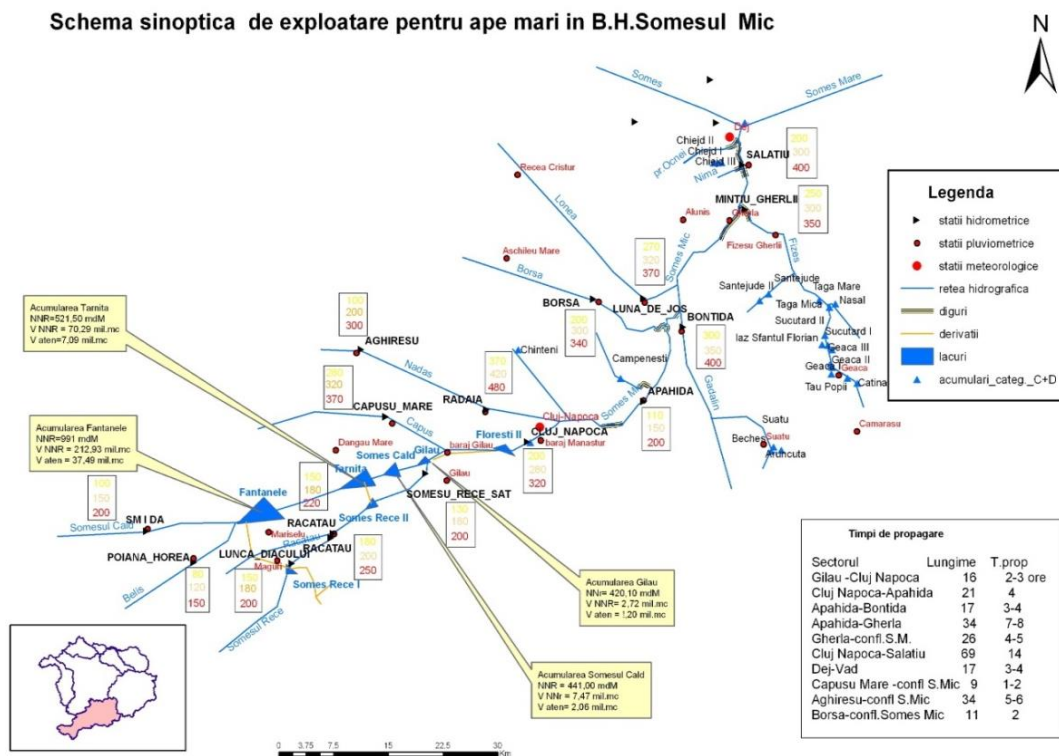 Schema sinoptica de exploatare pentru ape mari in B.H.Somesul Mic
N
Somes
Somes Mare
Dej
Chiejd II
Chiejd I
Chiejd III
pr.Ocnei
Nima
SALATIU
200
300
400
Recea Cristur
Lonea
MINTIU_GHERLII
250
300
350
Alunis
Gherla
Fizesu Gherlii
Fizes
Somes Mic
Aschileu Mare
Borsa
270
320
370
Santejude
Santejude II
Taga Mare
Taga Mica
Nasal
Sucutard II
Sucutard I
Iaz Sfantul Florian
Geaca III
Geaca II
Geaca I
Geaca
Tau Popii
Catina
Camarasu
BORSA
LUNA_DE_JOS
BONTIDA
200
300
340
300
350
400
Campenesti
Chinteni
Gadalin
Suatu
Suatu
Beches
Aruncuta
APAHIDA
110
150
200
Somes Mic
370
420
480
100
200
300
AGHIRESU
Nadas
RADAIA
260
320
370
CAPUSU_MARE
Capus
Cluj-Napoca
CLUJ_NAPOCA
baraj Manastur
200
280
320
Floresti II
baraj Gilau
Gilau
Gilau
Dangau Mare
Somes Cald
Tarnita
SOMESU_RECE_SAT
130
160
200
150
180
220
Fantanele
Somes Rece II
RACATAU
Racatau
RACATAU
160
200
250
Mariselu
LUNCA_DIACULUI
Maguri
Somes Rece I
150
180
200
Somesul Rece
100
150
200
SMIDA
Somesul Cald
POIANA_HOREA
Belis
80
120
150
Acumularea Tarnita
NNR=521,50 mdM
V NNR = 70,29 mil.mc
V aten=7,09 mil.mc
Acumularea Fantanele
NNR=991 mdM
V NNR = 212,93 mil.mc
V aten = 37,49 mil.mc
Acumularea Gilau
NNr= 420,10 mdM
V NNR= 2,72 mil.mc
V aten = 1,20 mil.mc
Acumularea Somesul Cald
NNR = 441,00 mdM
V NNr = 7,47 mil.mc
V aten= 2,06 mil.mc
Legenda
statii hidrometrice
statii pluviometrice
statii meteorologice
retea hidrografica
diguri
derivatii
lacuri
acumulari_categ._C+D
Timpi de propagare
Sectorul Lungime T.prop
Gilau -Cluj Napoca 16 2-3 ore
Cluj Napoca-Apahida 21 4
Apahida-Bontida 17 3-4
Apahida-Gherla 34 7-8
Gherla-confl.S.M. 26 4-5
Cluj Napoca-Salatiu 69 14
Dej-Vad 17 3-4
Capusu Mare -confl S.Mic 9 1-2
Aghiresu-confl S.Mic 34 5-6
Borsa-confl.Somes Mic 11 2
0 3.75 7.5 15 22.5 30
Km